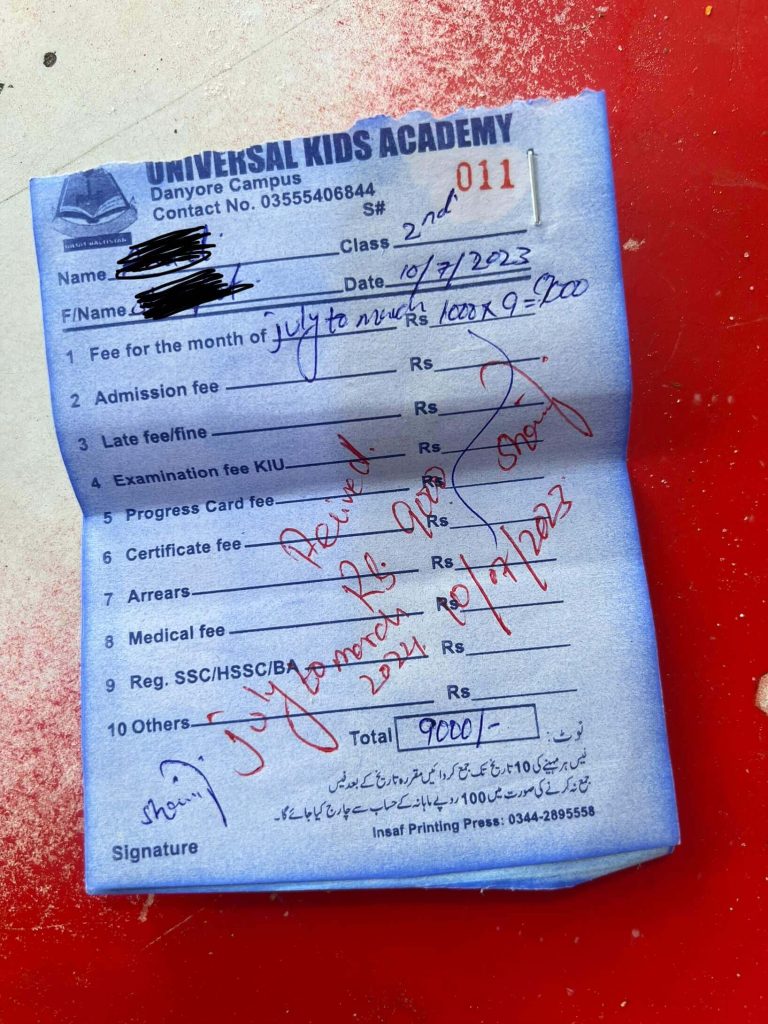 UNIVERSAL KIDS ACADEMY
Danyore Campus
Contact No. 03555406844
S# 011
GILGIT-BALTISTAN
Name Class 2nd
F/Name Date 10/7/2023
1 Fee for the month of july to march Rs 1000 x 9 = 9000
2 Admission fee Rs
3 Late fee/fine Rs
4 Examination fee KIU Rs
5 Progress Card fee Rs
6 Certificate fee Rs
7 Arrears Rs
8 Medical fee Rs
9 Reg. SSC/HSSC/BA Rs
10 Others Rs
Recived
Rs. 9000
july to march 2024
10/07/2023
Total 9000/-
نوٹ:
فیس ہر مہینے کی 10 تاریخ تک جمع کروائیں مقررہ تاریخ کے بعد فیس
جمع نہ کرنے کی صورت میں 100 روپے ماہانہ کے حساب سے چارج کیا جائے گا۔
Insaf Printing Press: 0344-2895558
Signature